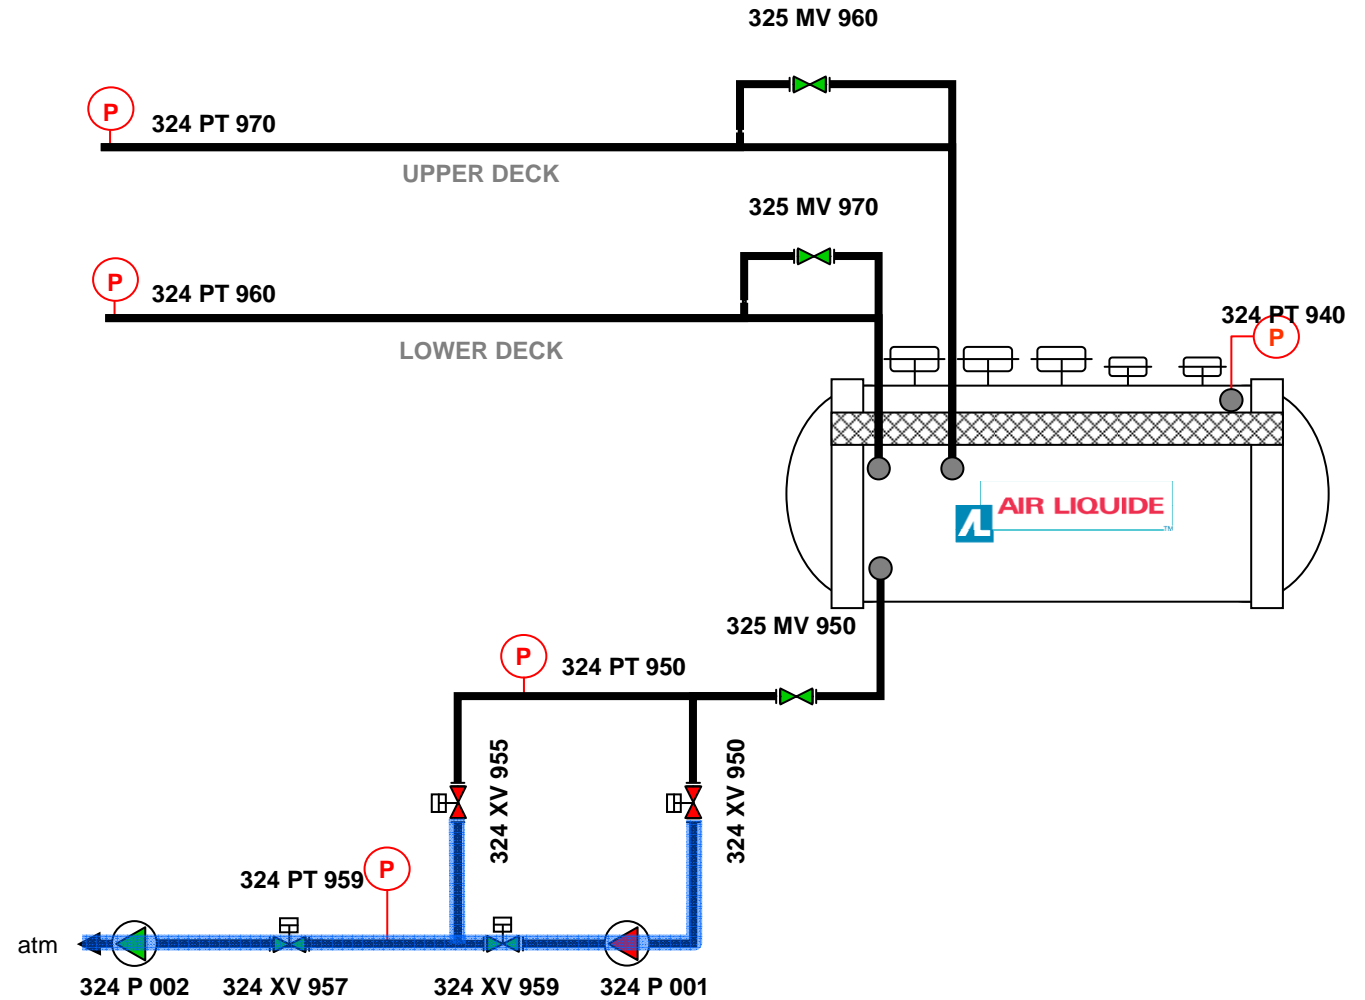 325 MV 960
P
324 PT 970
UPPER DECK
325 MV 970
P
324 PT 960
324 PT 940
P
LOWER DECK
AL AIR LIQUIDE ™
325 MV 950
P
324 PT 950
324 XV 955
324 XV 950
324 PT 959
P
atm
324 P 002
324 XV 957
324 XV 959
324 P 001